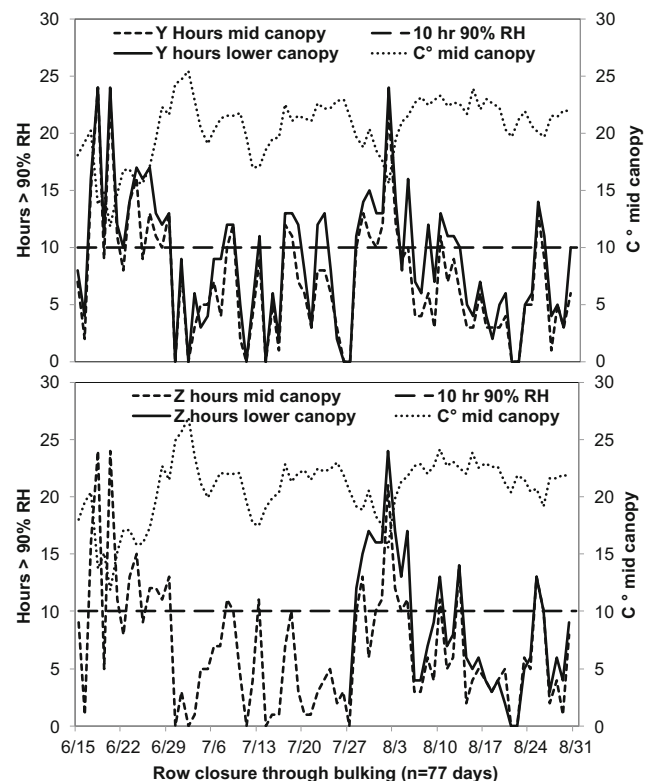 30 30
Y Hours mid canopy 10 hr 90% RH
Y hours lower canopy C° mid canopy
25 25
20 20
15 15
10 10
5 5
0 0
Hours > 90% RH
C ° mid canopy
30 30
Z hours mid canopy 10 hr 90% RH
Z hours lower canopy C° mid canopy
25 25
20 20
15 15
10 10
5 5
0 0
Hours > 90% RH
C ° mid canopy
6/15 6/22 6/29 7/6 7/13 7/20 7/27 8/3 8/10 8/17 8/24 8/31
Row closure through bulking (n=77 days)